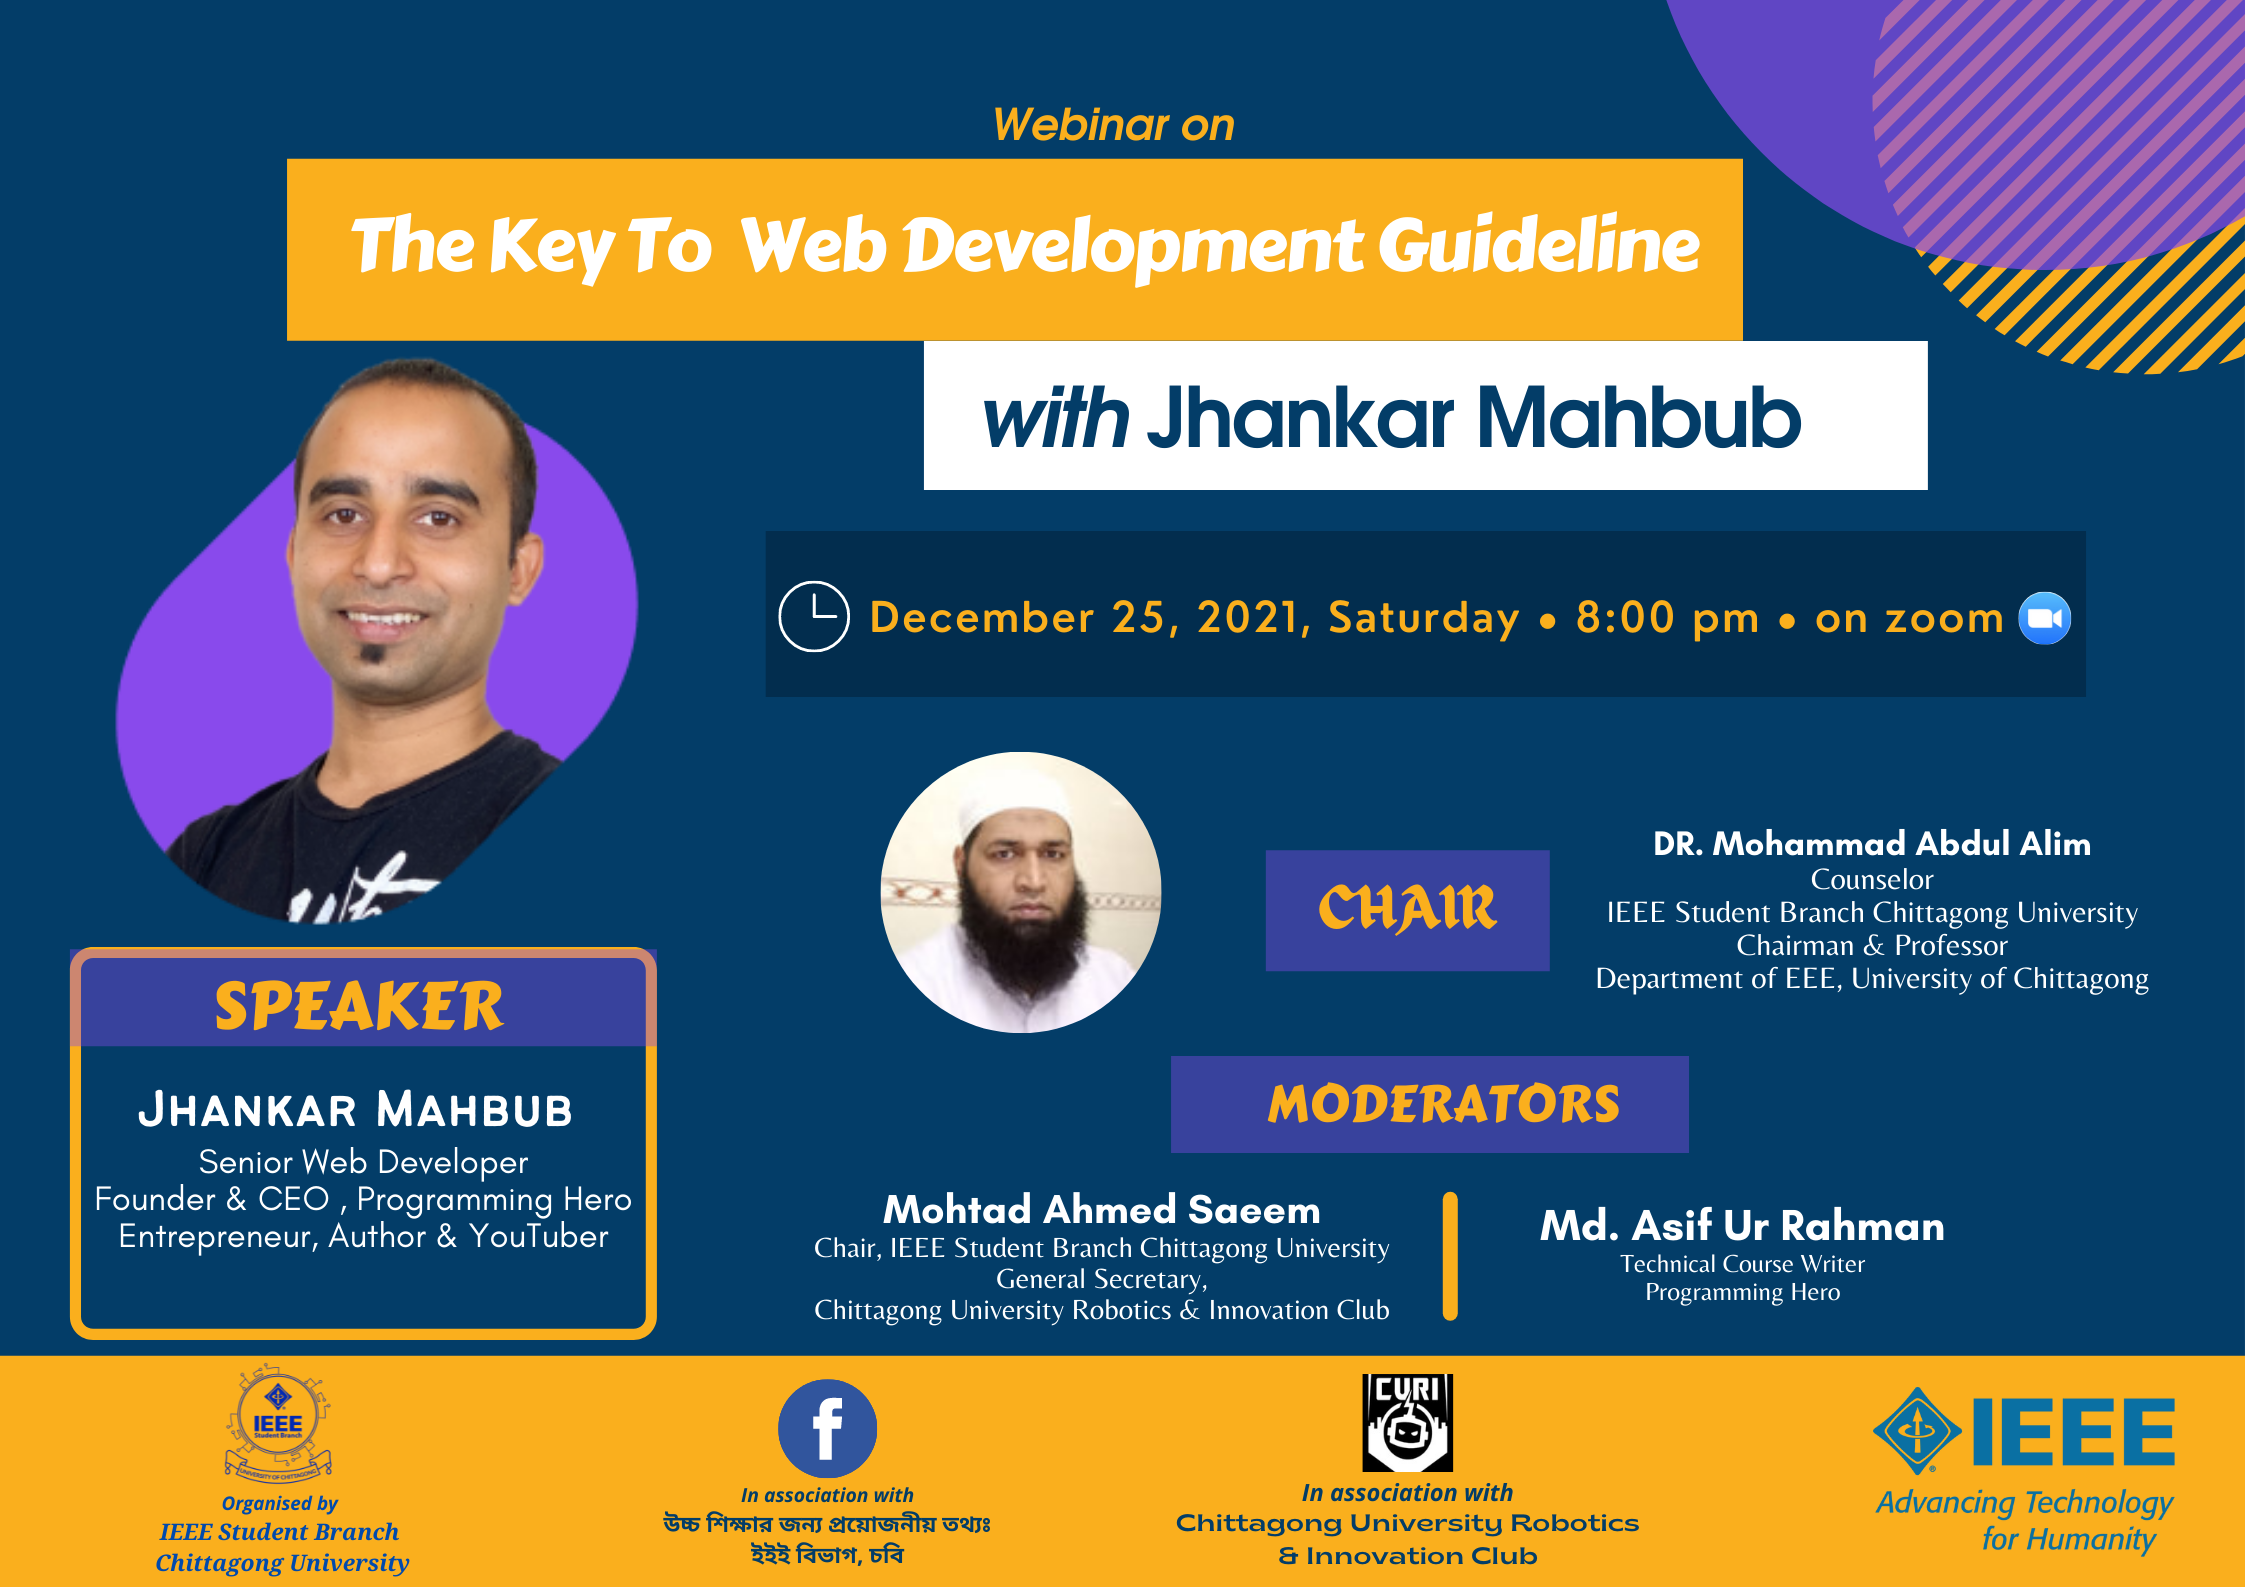 Webinar on
The Key To Web Development Guideline
with Jhankar Mahbub
December 25, 2021, Saturday • 8:00 pm • on zoom
SPEAKER
JHANKAR MAHBUB
Senior Web Developer
Founder & CEO , Programming Hero
Entrepreneur, Author & YouTuber
CHAIR
DR. Mohammad Abdul Alim
Counselor
IEEE Student Branch Chittagong University
Chairman & Professor
Department of EEE, University of Chittagong
MODERATORS
Mohtad Ahmed Saeem
Chair, IEEE Student Branch Chittagong University
General Secretary,
Chittagong University Robotics & Innovation Club
Md. Asif Ur Rahman
Technical Course Writer
Programming Hero
IEEE
Student Branch
UNIVERSITY OF CHITTAGONG
Organised by
IEEE Student Branch
Chittagong University
f
In association with
উচ্চ শিক্ষার জন্য প্রয়োজনীয় তথ্যঃ
ইইই বিভাগ, চবি
CURI
In association with
Chittagong University Robotics
& Innovation Club
IEEE
Advancing Technology
for Humanity